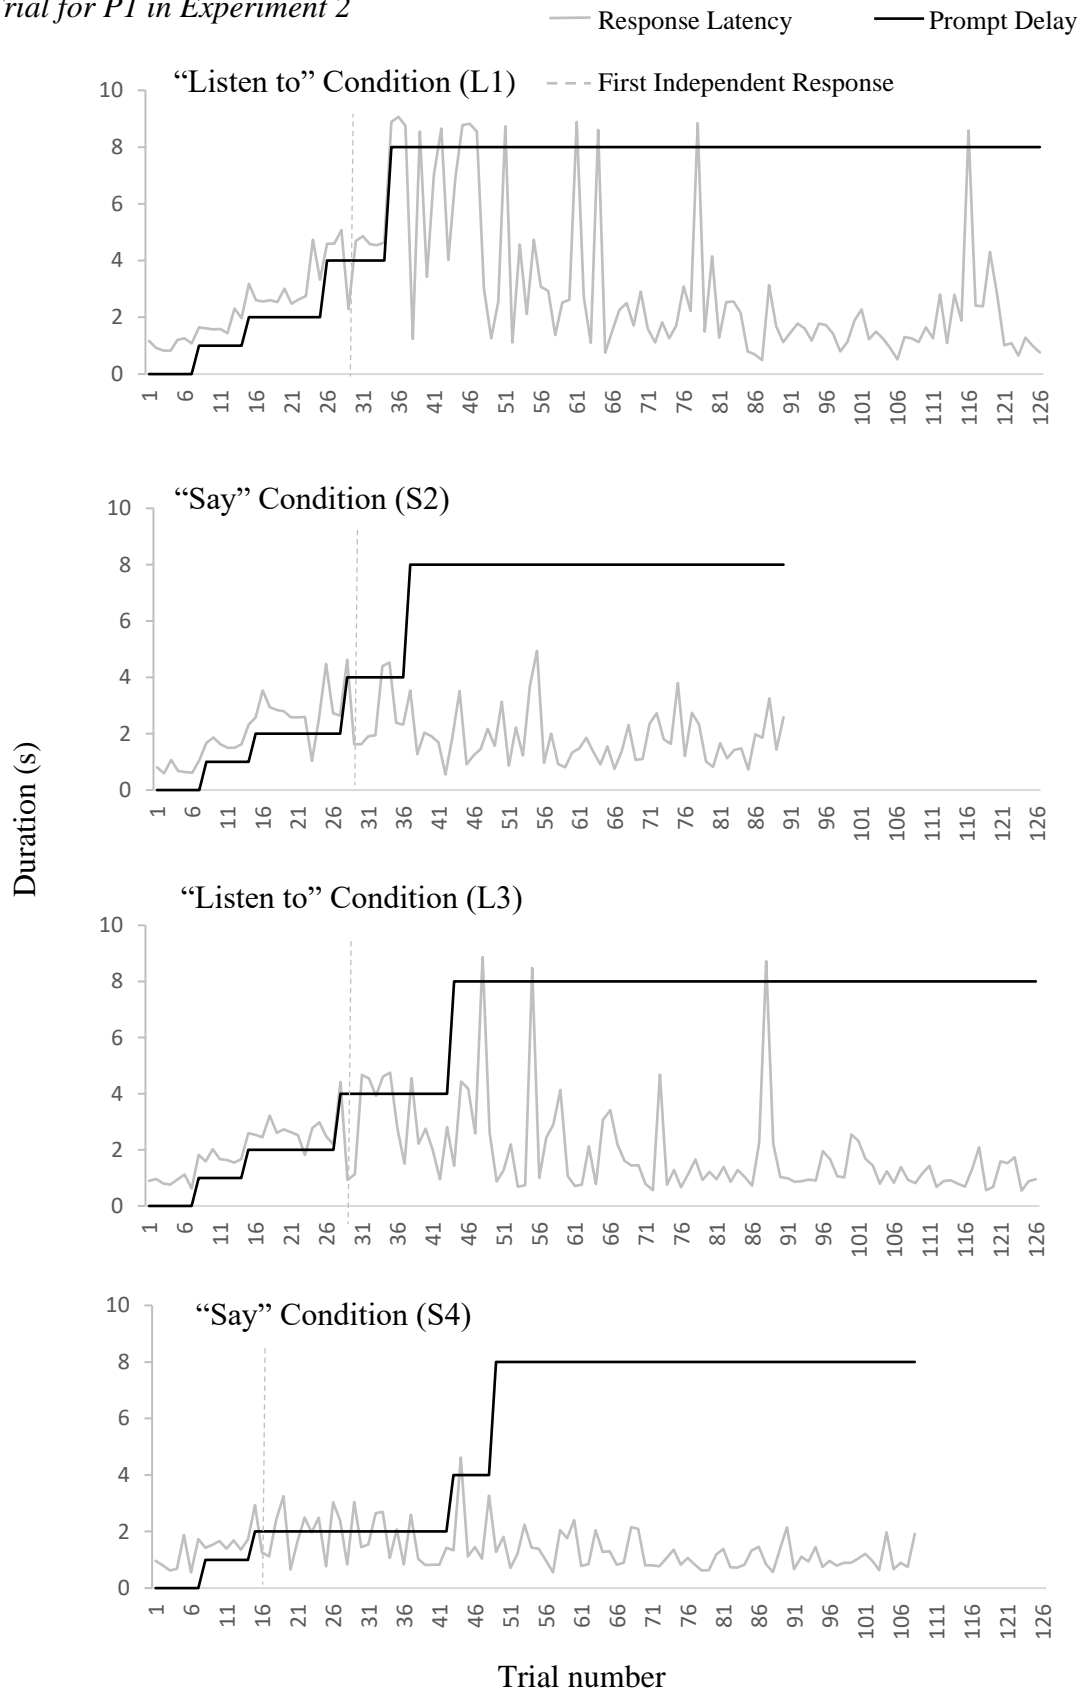 Trial for P1 in Experiment 2
Response Latency Prompt Delay
“Listen to” Condition (L1) First Independent Response
10
8
6
4
2
0
1 6 11 16 21 26 31 36 41 46 51 56 61 66 71 76 81 86 91 96 101 106 111 116 121 126
“Say” Condition (S2)
10
8
6
4
2
0
1 6 11 16 21 26 31 36 41 46 51 56 61 66 71 76 81 86 91 96 101 106 111 116 121 126
Duration (s)
“Listen to” Condition (L3)
10
8
6
4
2
0
1 6 11 16 21 26 31 36 41 46 51 56 61 66 71 76 81 86 91 96 101 106 111 116 121 126
“Say” Condition (S4)
10
8
6
4
2
0
1 6 11 16 21 26 31 36 41 46 51 56 61 66 71 76 81 86 91 96 101 106 111 116 121 126
Trial number